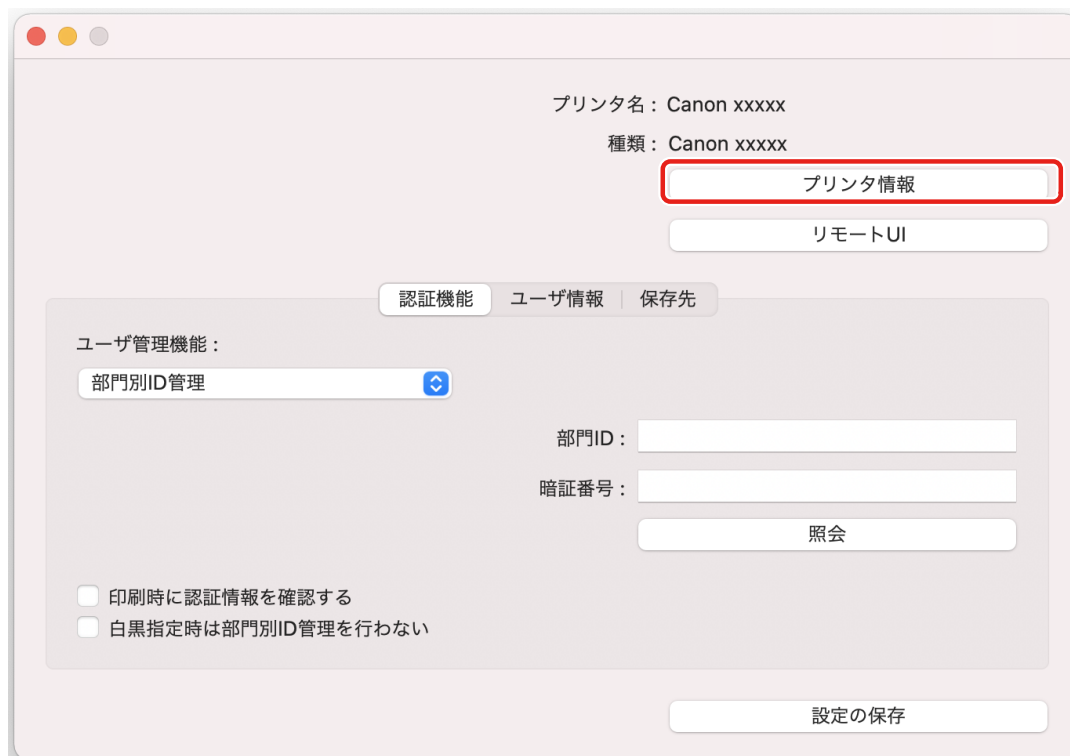 プリンタ名： Canon xxxxx
種類： Canon xxxxx
プリンタ情報
リモートUI
認証機能 ユーザ情報 保存先
ユーザ管理機能：
部門別ID管理
部門ID：
暗証番号：
照会
印刷時に認証情報を確認する
白黒指定時は部門別ID管理を行わない
設定の保存